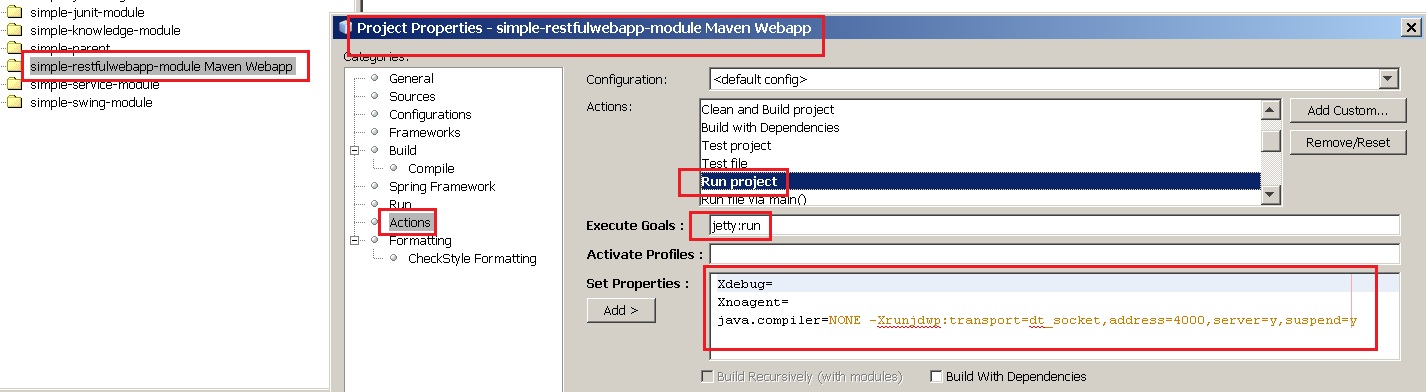 simple-junit-module
simple-knowledge-module
simple-parent
simple-restfulwebapp-module Maven Webapp
simple-service-module
simple-swing-module
Project Properties - simple-restfulwebapp-module Maven Webapp
Categories:
General
Sources
Configurations
Frameworks
Build
Compile
Spring Framework
Run
Actions
Formatting
CheckStyle Formatting
Configuration:
<default config>
Actions:
Clean and Build project
Build with Dependencies
Test project
Test file
Run project
Run file via main()
Add Custom...
Remove/Reset
Execute Goals :
jetty:run
Activate Profiles :
Set Properties :
Add >
Xdebug=
Xnoagent=
java.compiler=NONE -Xrunjdwp:transport=dt_socket,address=4000,server=y,suspend=y
Build Recursively (with modules)
Build With Dependencies